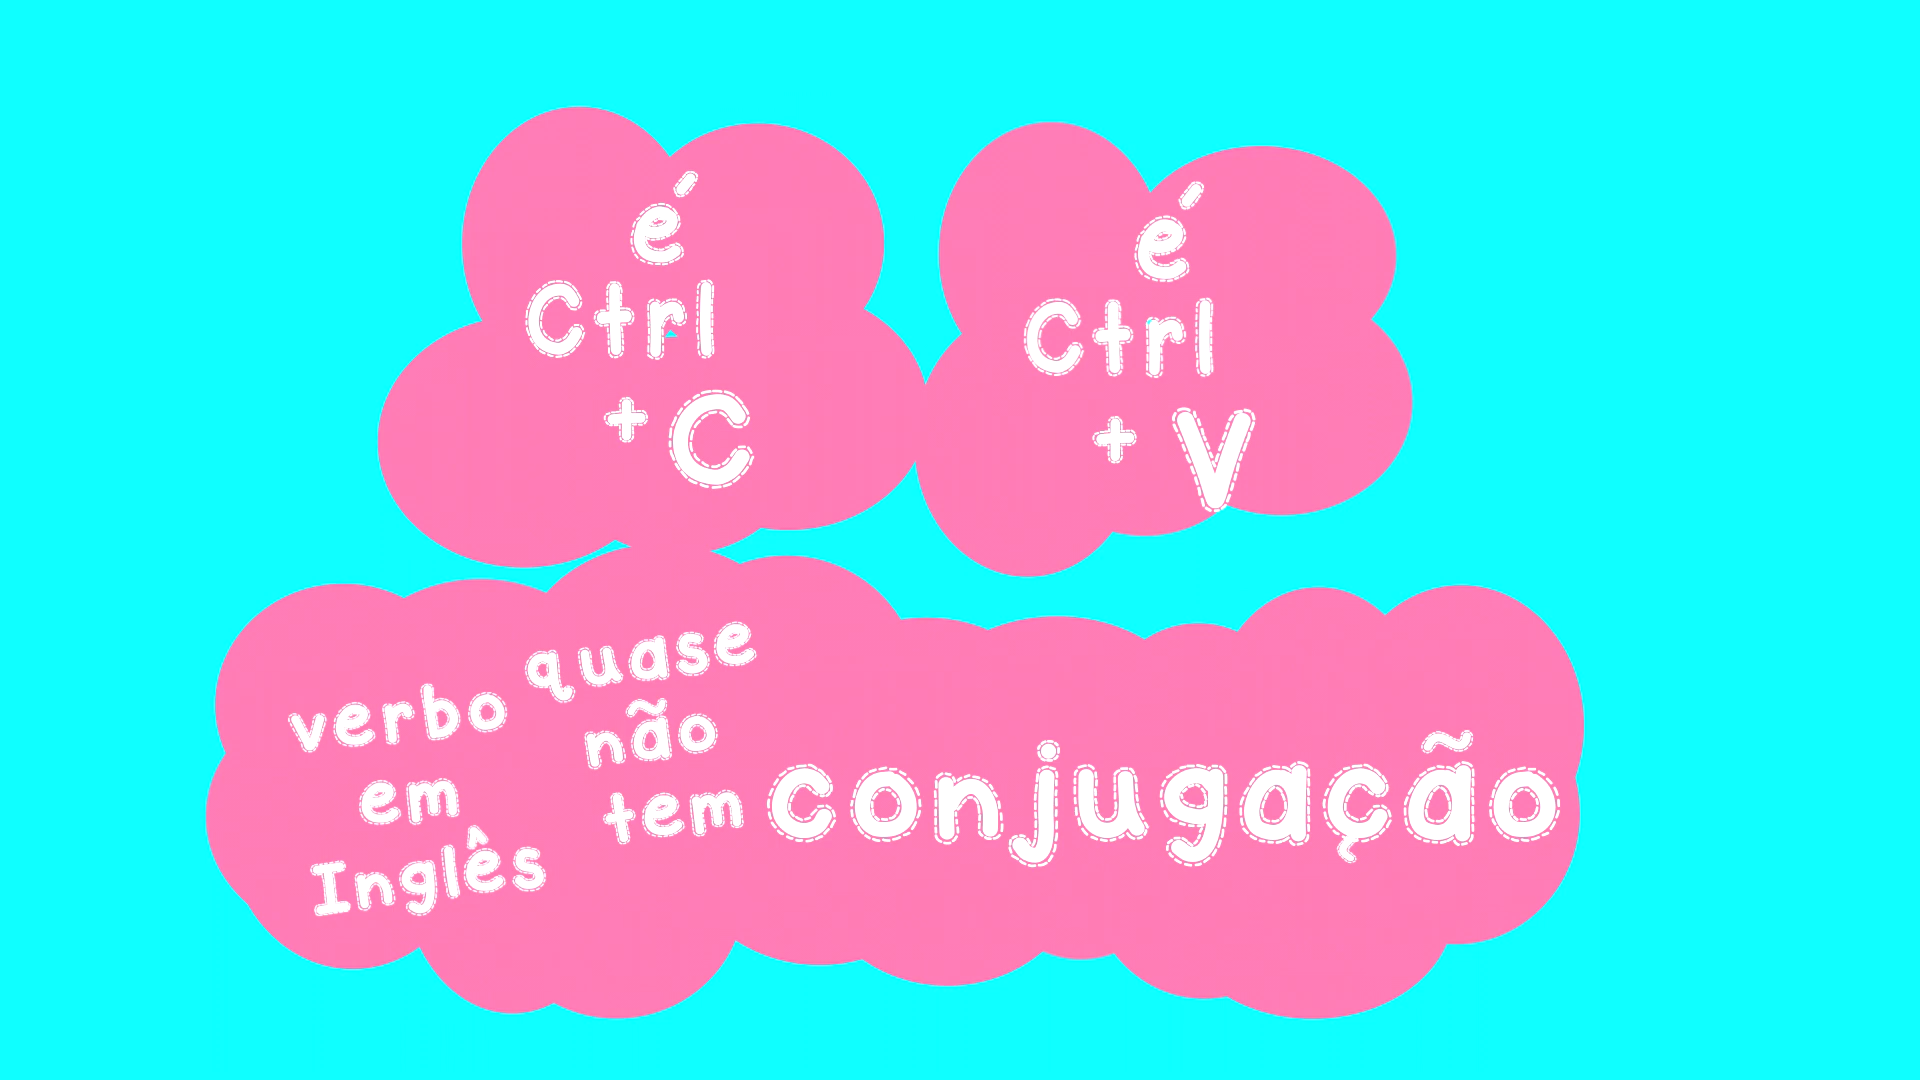 é
Ctrl
+ C
é
Ctrl
+ V
verbo
em
Inglês
quase
não
tem
conjugação